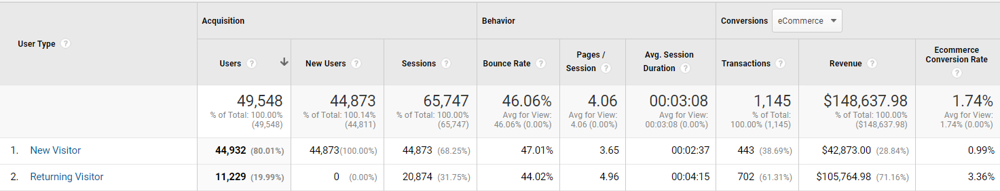 Acquisition Behavior Conversions eCommerce
User Type ?
Users ? New Users ? Sessions ? Bounce Rate ? Pages / Session ? Avg. Session Duration ? Transactions ? Revenue ? Ecommerce Conversion Rate ?
49,548 44,873 65,747 46.06% 4.06 00:03:08 1,145 $148,637.98 1.74%
% of Total: 100.00% (49,548) % of Total: 100.14% (44,811) % of Total: 100.00% (65,747) Avg for View: 46.06% (0.00%) Avg for View: 4.06 (0.00%) Avg for View: 00:03:08 (0.00%) % of Total: 100.00% (1,145) % of Total: 100.00% ($148,637.98) Avg for View: 1.74% (0.00%)
1. New Visitor 44,932 (80.01%) 44,873(100.00%) 44,873 (68.25%) 47.01% 3.65 00:02:37 443 (38.69%) $42,873.00 (28.84%) 0.99%
2. Returning Visitor 11,229 (19.99%) 0 (0.00%) 20,874 (31.75%) 44.02% 4.96 00:04:15 702 (61.31%) $105,764.98 (71.16%) 3.36%